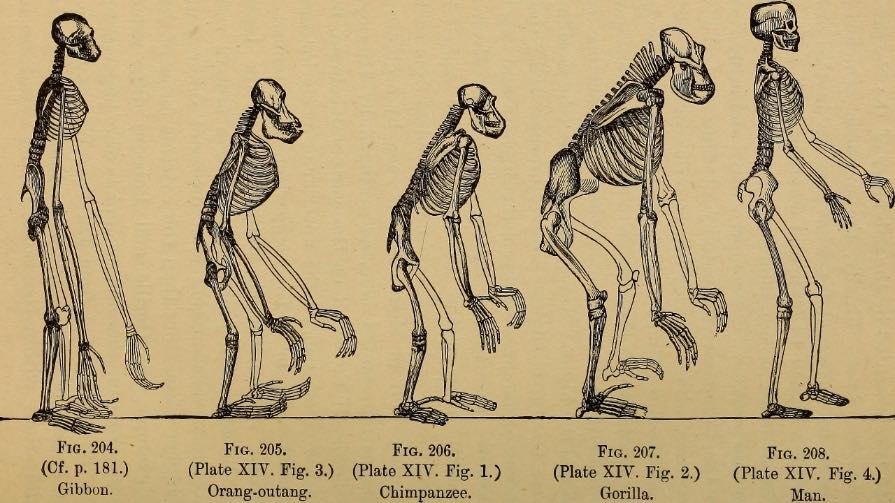 FIG. 204.
(Cf. p. 181.)
Gibbon.
FIG. 205.
(Plate XIV. Fig. 3.)
Orang-outang.
FIG. 206.
(Plate XIV. Fig. 1.)
Chimpanzee.
FIG. 207.
(Plate XIV. Fig. 2.)
Gorilla.
FIG. 208.
(Plate XIV. Fig. 4.)
Man.